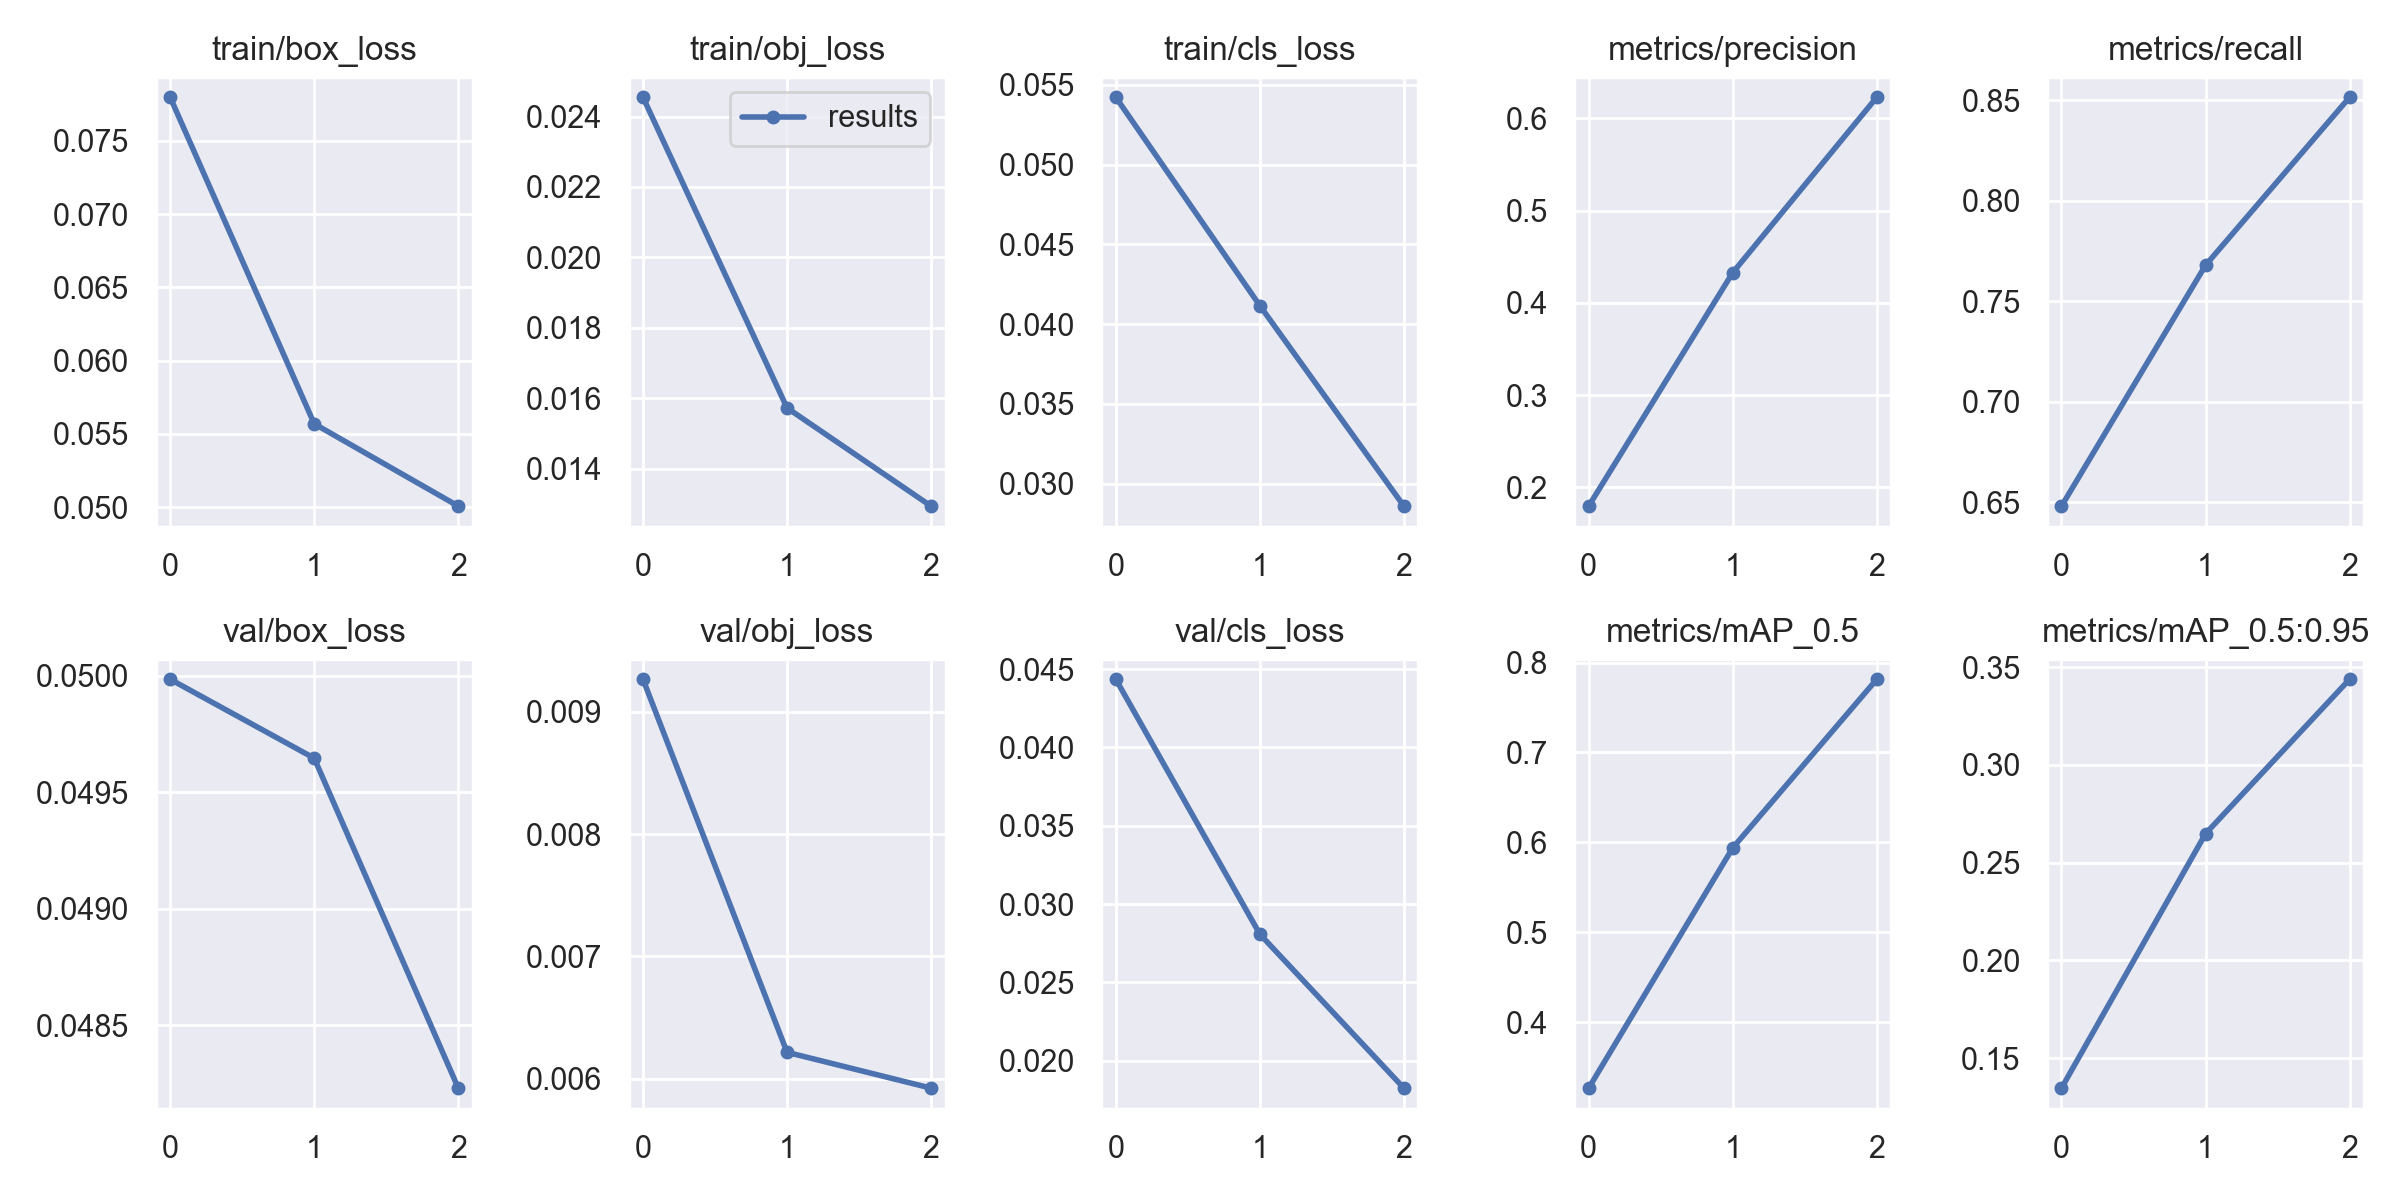 train/box_loss
0.075
0.070
0.065
0.060
0.055
0.050
0 1 2
train/obj_loss
results
0.024
0.022
0.020
0.018
0.016
0.014
0 1 2
train/cls_loss
0.055
0.050
0.045
0.040
0.035
0.030
0 1 2
metrics/precision
0.6
0.5
0.4
0.3
0.2
0 1 2
metrics/recall
0.85
0.80
0.75
0.70
0.65
0 1 2
val/box_loss
0.0500
0.0495
0.0490
0.0485
0 1 2
val/obj_loss
0.009
0.008
0.007
0.006
0 1 2
val/cls_loss
0.045
0.040
0.035
0.030
0.025
0.020
0 1 2
metrics/mAP_0.5
0.8
0.7
0.6
0.5
0.4
0 1 2
metrics/mAP_0.5:0.95
0.35
0.30
0.25
0.20
0.15
0 1 2